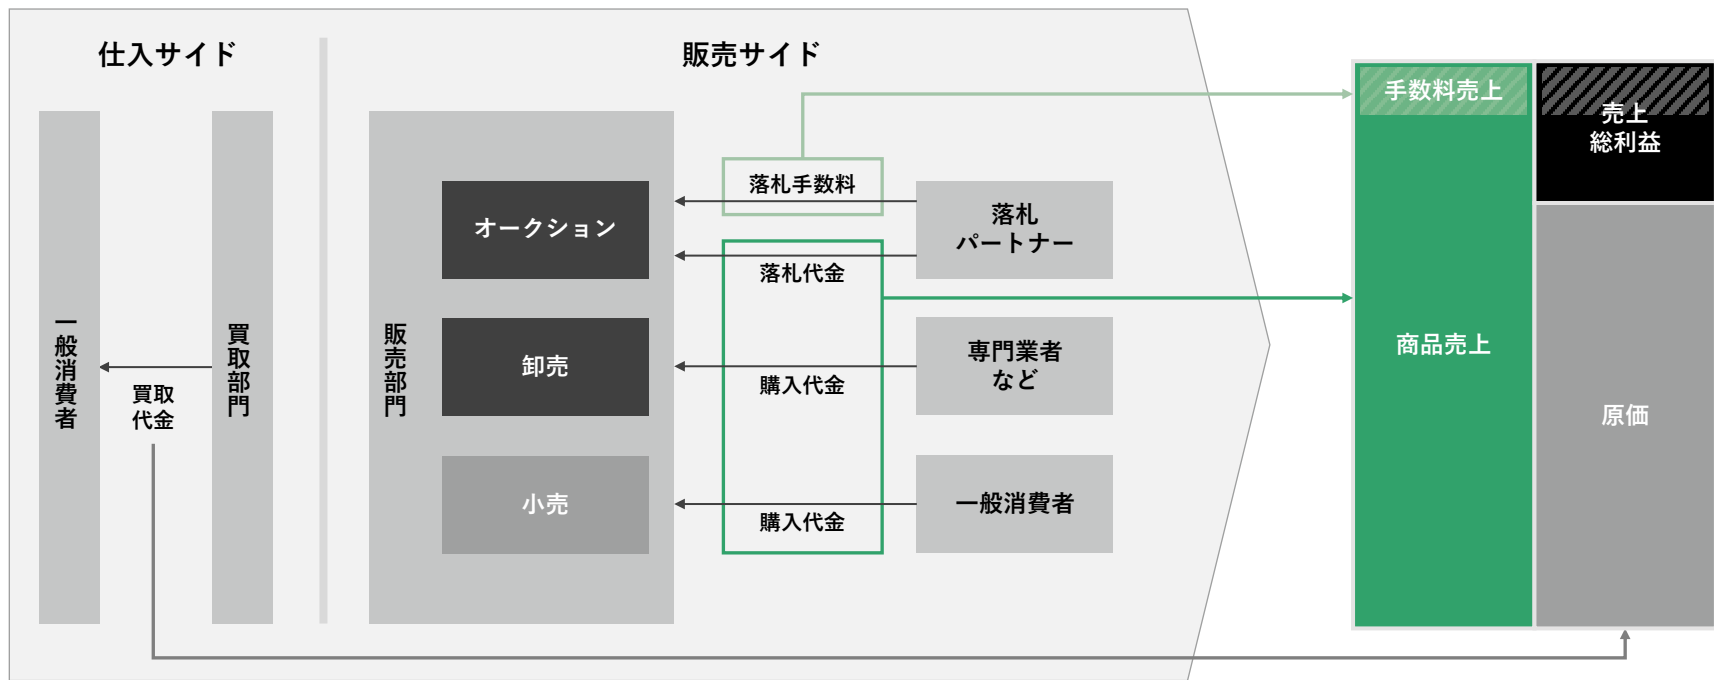 仕入サイド
販売サイド
一般消費者
買取
代金
買取部門
販売部門
オークション
卸売
小売
落札手数料
落札代金
購入代金
購入代金
落札
パートナー
専門業者
など
一般消費者
手数料売上
商品売上
売上
総利益
原価